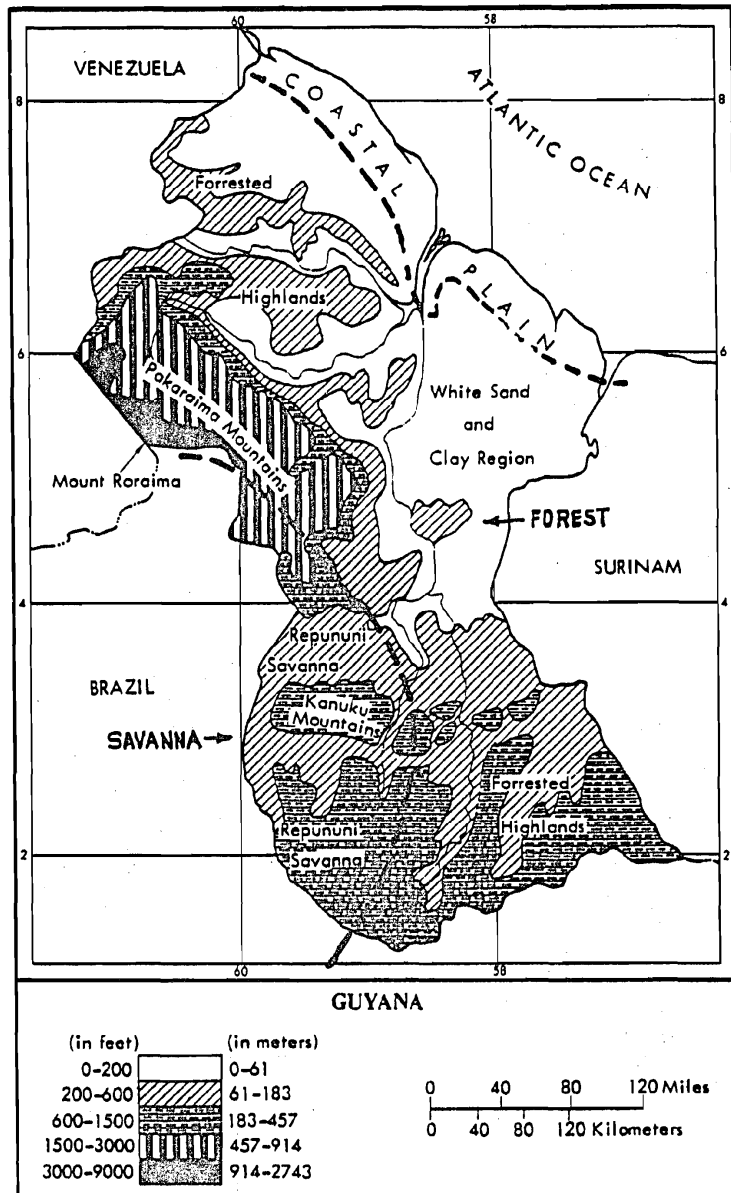 60 58
VENEZUELA
COASTAL
ATLANTIC OCEAN
8 8
Forrested
Highlands
PLAIN
6 6
Pakaraima Mountains
White Sand
and
Clay Region
Mount Roraima
FOREST
SURINAM
4 4
Repununi
Savanna
BRAZIL
Kanuku
Mountains
SAVANNA
Forrested
Highlands
Repununi
Savanna
2 2
60 58
GUYANA
(in feet) (in meters)
0-200 0-61
200-600 61-183
600-1500 183-457
1500-3000 457-914
3000-9000 914-2743
0 40 80 120 Miles
0 40 80 120 Kilometers